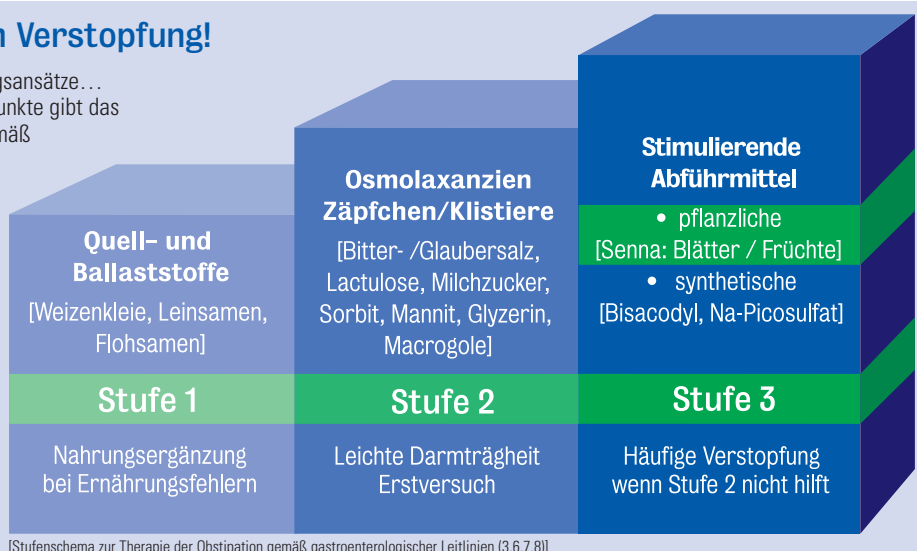 n Verstopfung!
gsansätze…
unkte gibt das
mäß
Quell- und
Ballaststoffe
[Weizenkleie, Leinsamen,
Flohsamen]
Stufe 1
Nahrungsergänzung
bei Ernährungsfehlern
Osmolaxanzien
Zäpfchen/Klistiere
[Bitter- /Glaubersalz,
Lactulose, Milchzucker,
Sorbit, Mannit, Glyzerin,
Macrogole]
Stufe 2
Leichte Darmträgheit
Erstversuch
Stimulierende
Abführmittel
• pflanzliche
[Senna: Blätter / Früchte]
• synthetische
[Bisacodyl, Na-Picosulfat]
Stufe 3
Häufige Verstopfung
wenn Stufe 2 nicht hilft
[Stufenschema zur Therapie der Obstipation gemäß gastroenterologischer Leitlinien (3,6,7,8)]